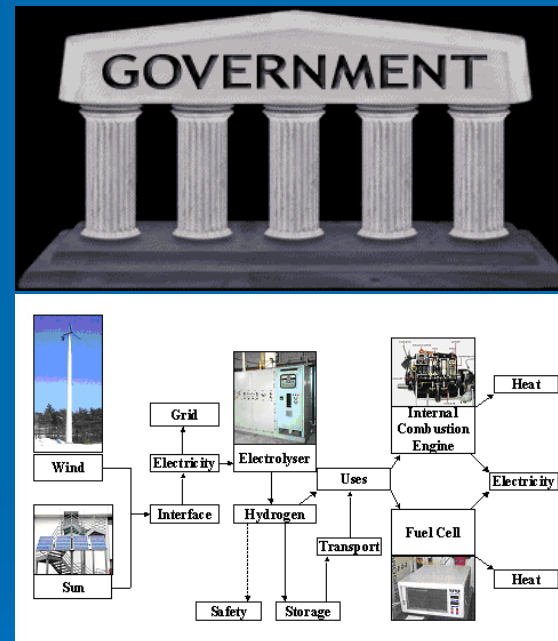 GOVERNMENT
Wind
Sun
Interface
Electricity
Grid
Electrolyser
Hydrogen
Safety
Storage
Transport
Uses
Internal
Combustion
Engine
Fuel Cell
Heat
Electricity
Heat